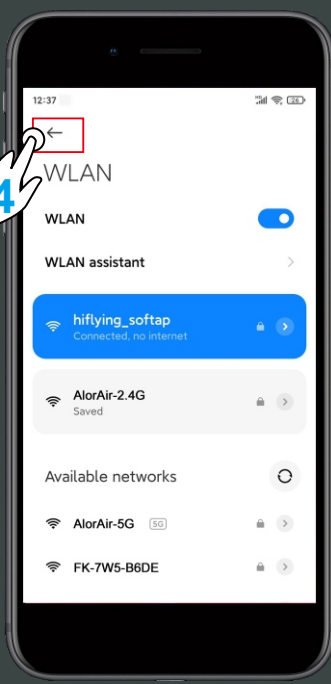 12:37
26
←
WLAN
4
WLAN
WLAN assistant
hiflying_softap
Connected, no internet
AlorAir-2.4G
Saved
Available networks
AlorAir-5G 5G
FK-7W5-B6DE